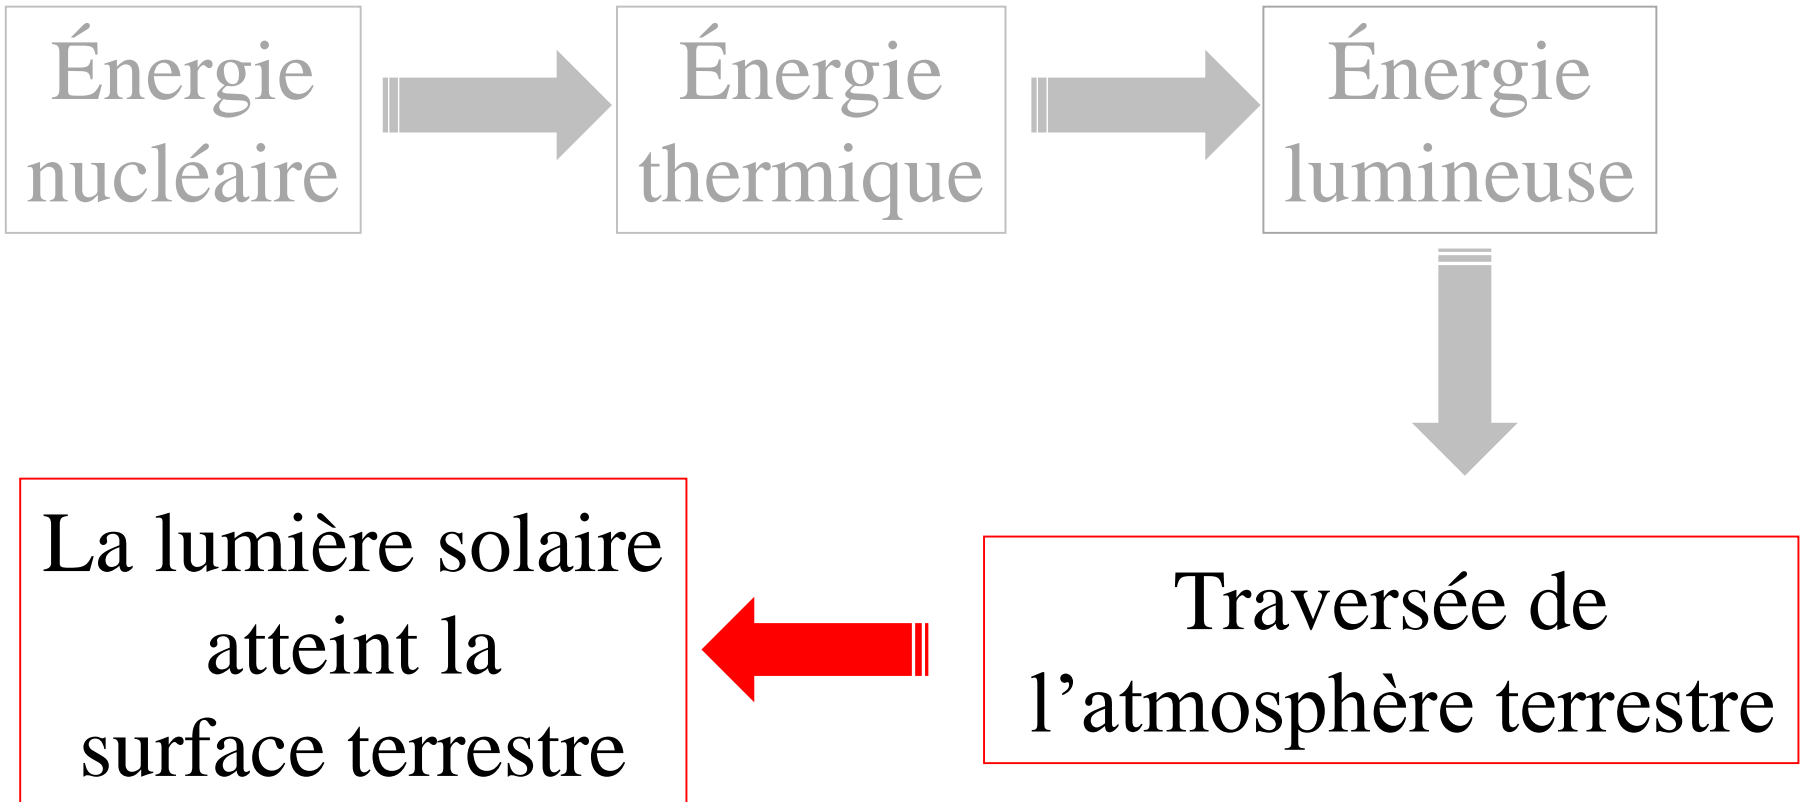 Énergie
nucléaire
Énergie
thermique
Énergie
lumineuse
La lumière solaire
atteint la
surface terrestre
Traversée de
l’atmosphère terrestre